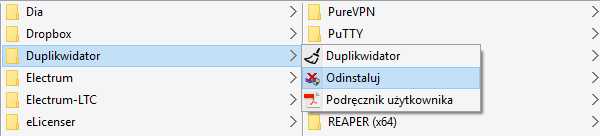 Dia
Dropbox
Duplikwidator
Electrum
Electrum-LTC
eLicenser
PureVPN
PuTTY
Duplikwidator
Odinstaluj
Podręcznik użytkownika
REAPER (x64)